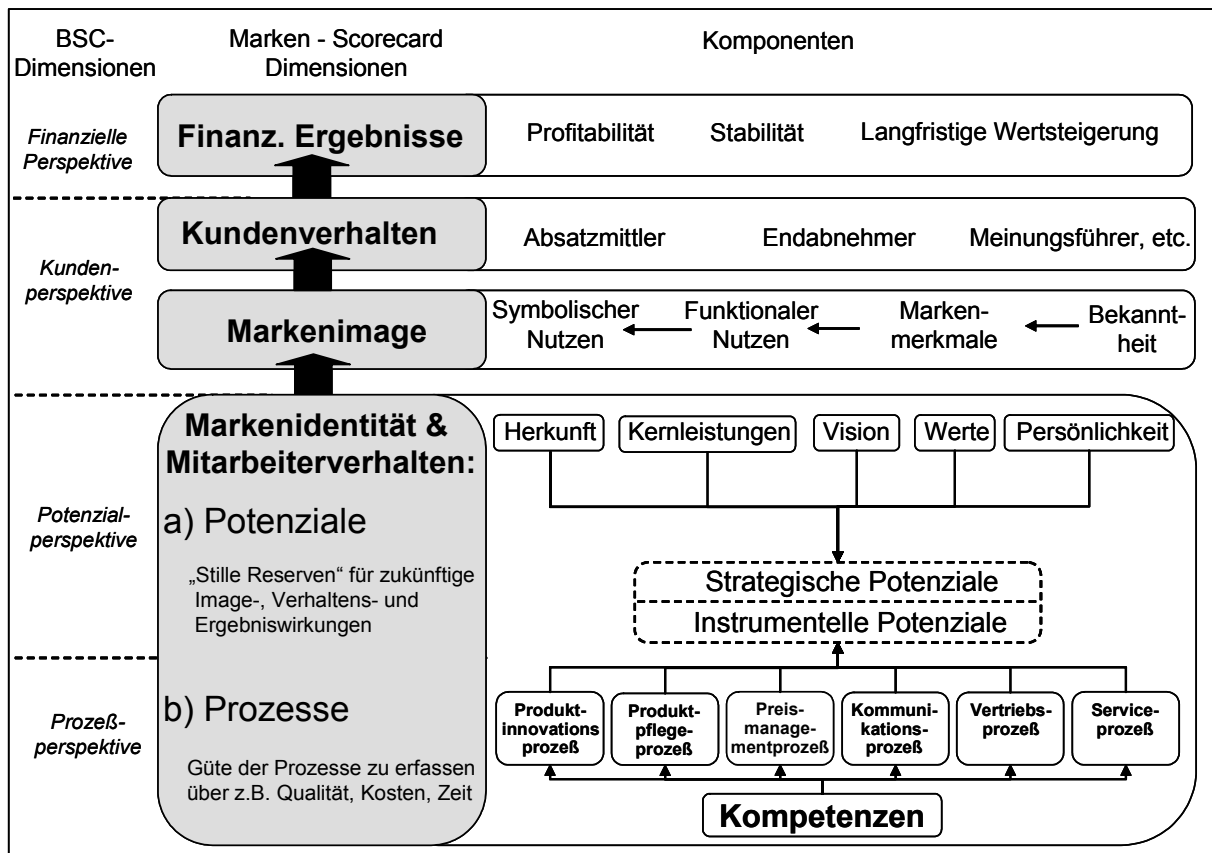 BSC-
Dimensionen
Marken - Scorecard
Dimensionen
Komponenten
Finanzielle
Perspektive
Finanz. Ergebnisse
Profitabilität
Stabilität
Langfristige Wertsteigerung
Kunden-
perspektive
Kundenverhalten
Absatzmittler
Endabnehmer
Meinungsführer, etc.
Markenimage
Symbolischer
Nutzen
Funktionaler
Nutzen
Marken-
merkmale
Bekannt-
heit
Potenzial-
perspektive
Markenidentität &
Mitarbeiterverhalten:
a) Potenziale
„Stille Reserven“ für zukünftige
Image-, Verhaltens- und
Ergebniswirkungen
Herkunft
Kernleistungen
Vision
Werte
Persönlichkeit
Strategische Potenziale
Instrumentelle Potenziale
Prozeß-
perspektive
b) Prozesse
Güte der Prozesse zu erfassen
über z.B. Qualität, Kosten, Zeit
Produkt-
innovations
prozeß
Produkt-
pflege-
prozeß
Preis-
manage-
mentprozeß
Kommuni-
kations-
prozeß
Vertriebs-
prozeß
Service-
prozeß
Kompetenzen